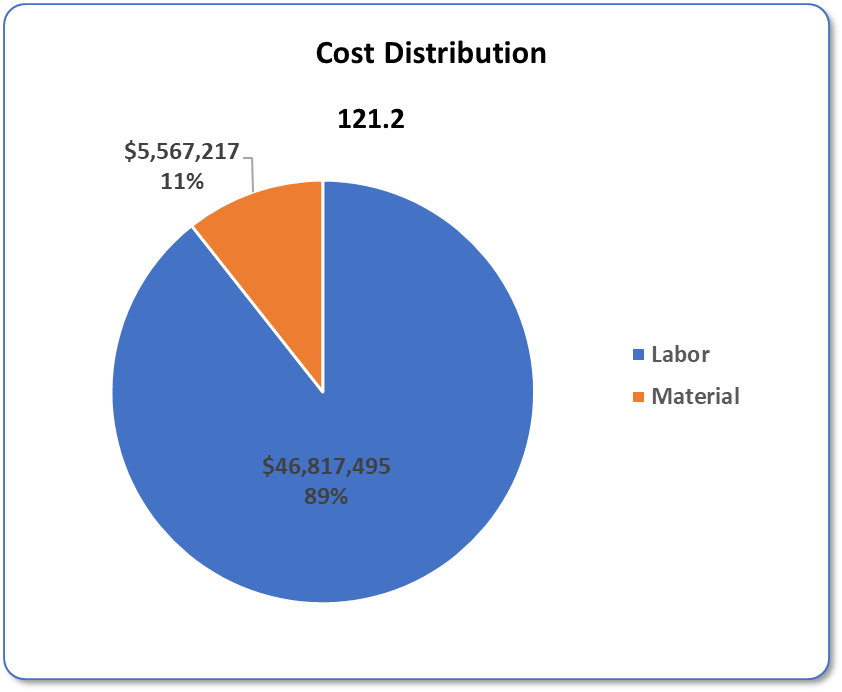 Cost Distribution
121.2
$5,567,217
11%
$46,817,495
89%
Labor
Material